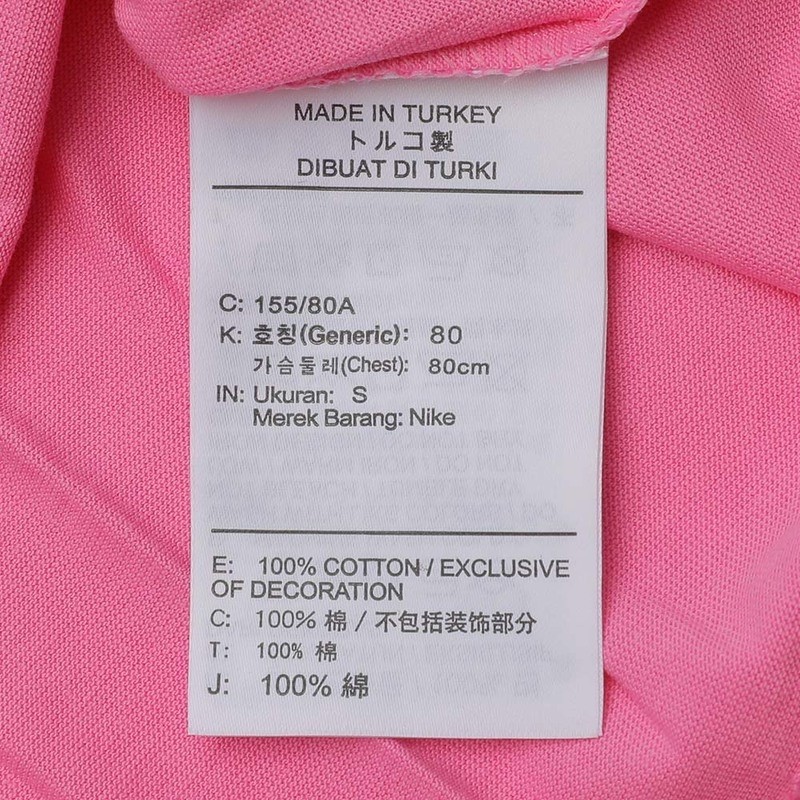 MADE IN TURKEY
トルコ製
DIBUAT DI TURKI
C: 155/80A
K: 호칭(Generic): 80
가슴둘레(Chest): 80cm
IN: Ukuran: S
Merek Barang: Nike
E: 100% COTTON / EXCLUSIVE
OF DECORATION
C: 100% 棉 / 不包括装饰部分
T: 100% 棉
J: 100% 綿